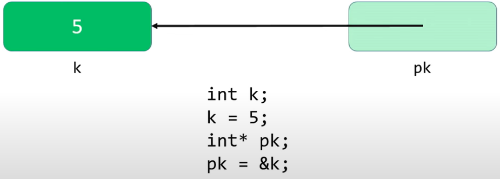 5
k pk
int k;
k = 5;
int* pk;
pk = &k;